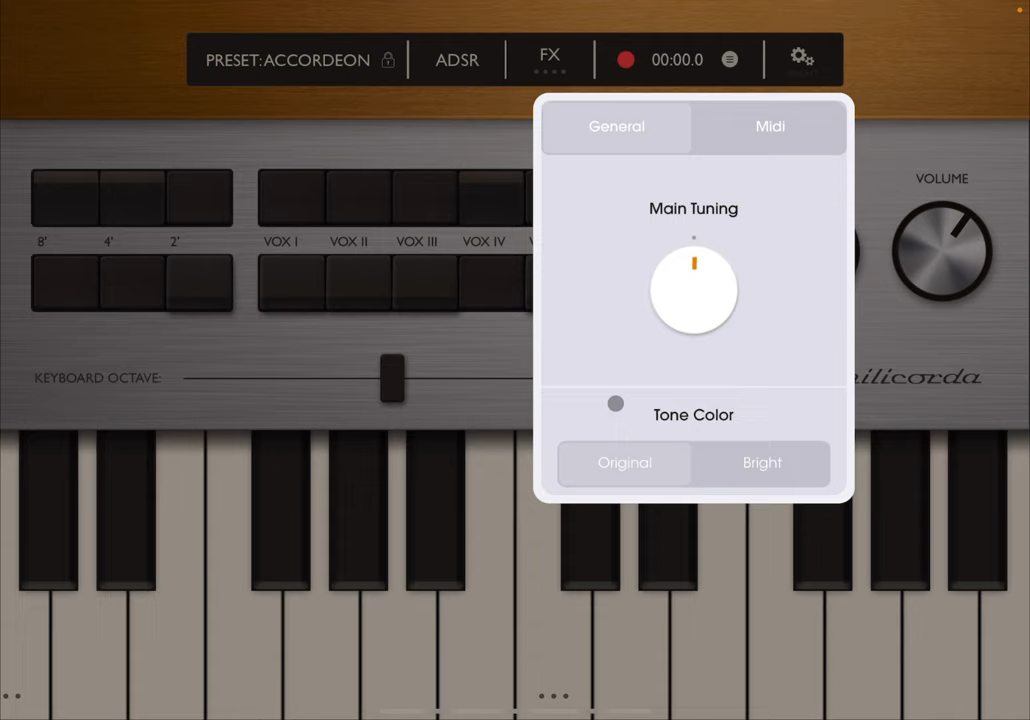 PRESET:ACCORDEON
ADSR
FX
00:00.0
General
Midi
Main Tuning
VOLUME
8' 4' 2' VOX I VOX II VOX III VOX IV
KEYBOARD OCTAVE:
Tone Color
Original
Bright